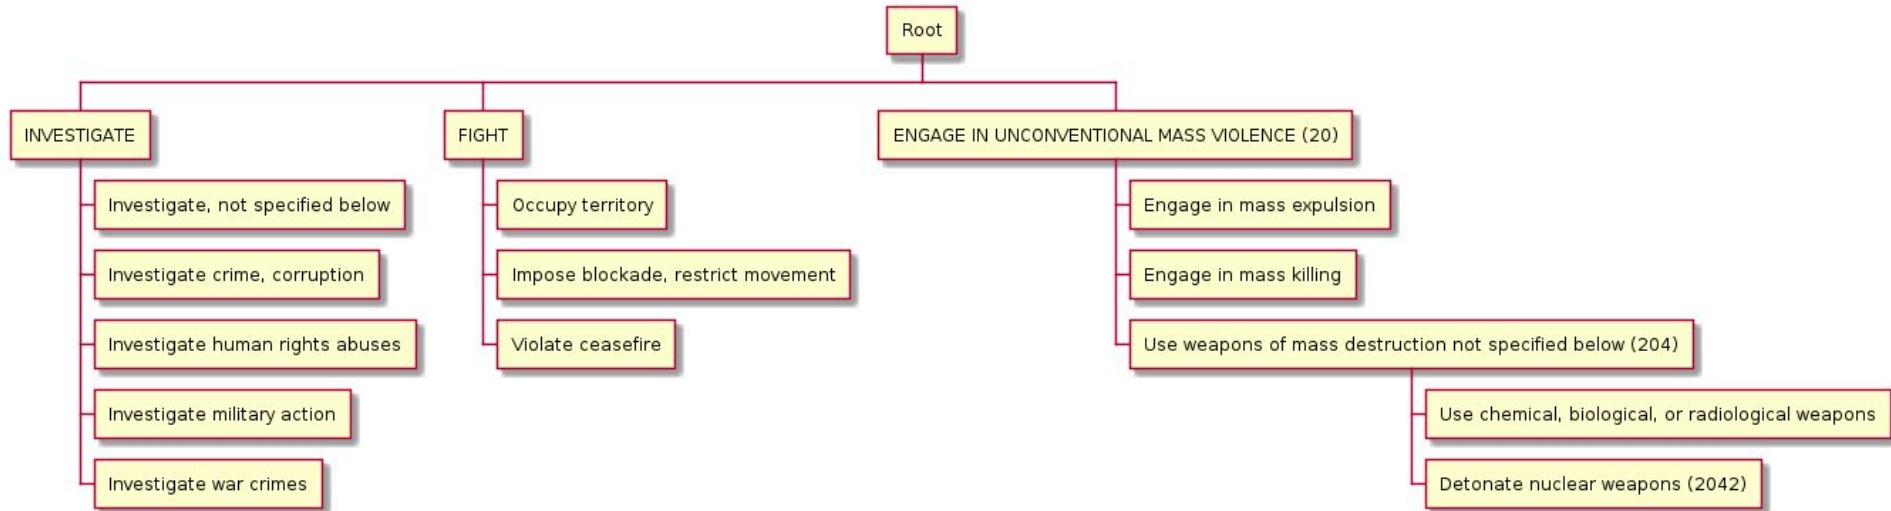 Root
INVESTIGATE
Investigate, not specified below
Investigate crime, corruption
Investigate human rights abuses
Investigate military action
Investigate war crimes
FIGHT
Occupy territory
Impose blockade, restrict movement
Violate ceasefire
ENGAGE IN UNCONVENTIONAL MASS VIOLENCE (20)
Engage in mass expulsion
Engage in mass killing
Use weapons of mass destruction not specified below (204)
Use chemical, biological, or radiological weapons
Detonate nuclear weapons (2042)